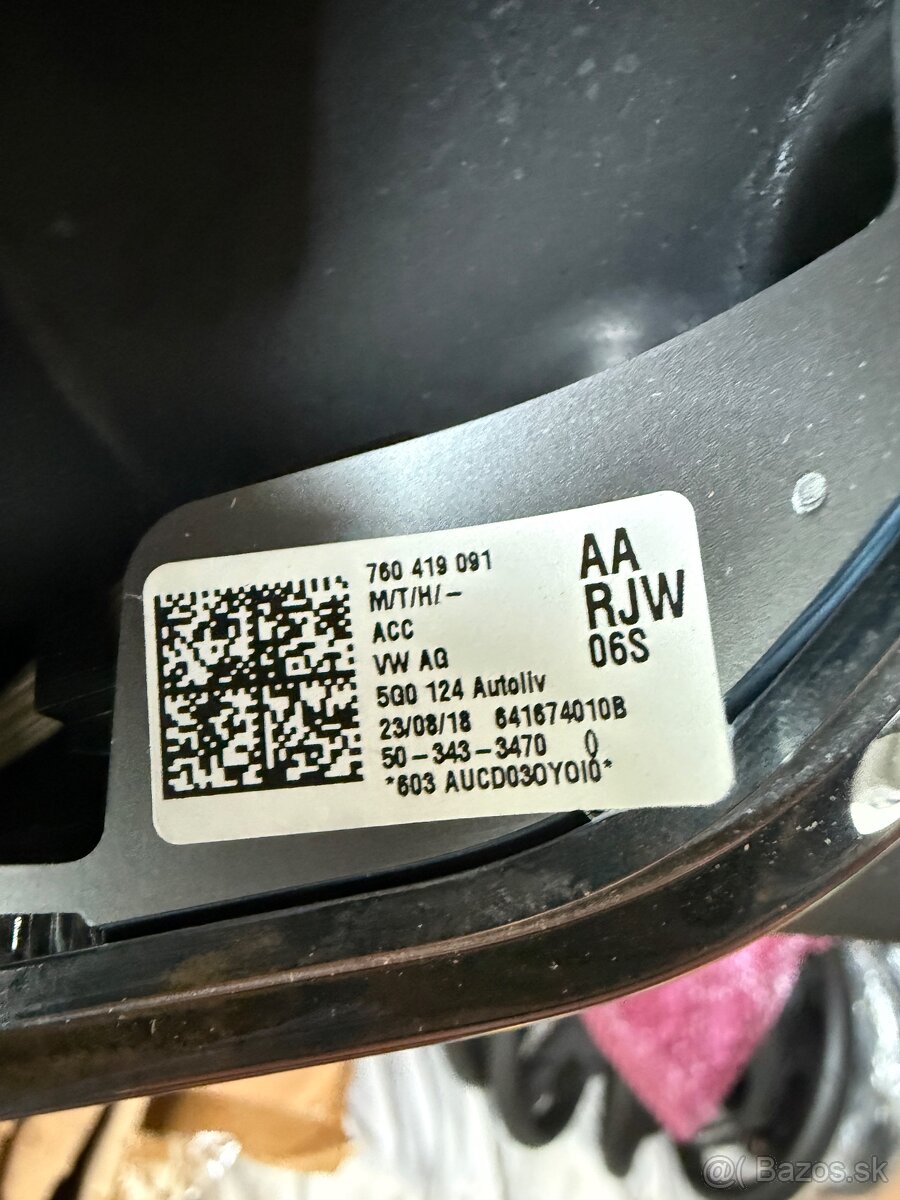 760 419 091
M/T/H/-
ACC
VW AG
5G0 124 Autoliv
23/08/18 641674010B
50-343-3470 0
*603 AUCD030Y0I0*
AA
RJW
06S
@( Bazos.sk